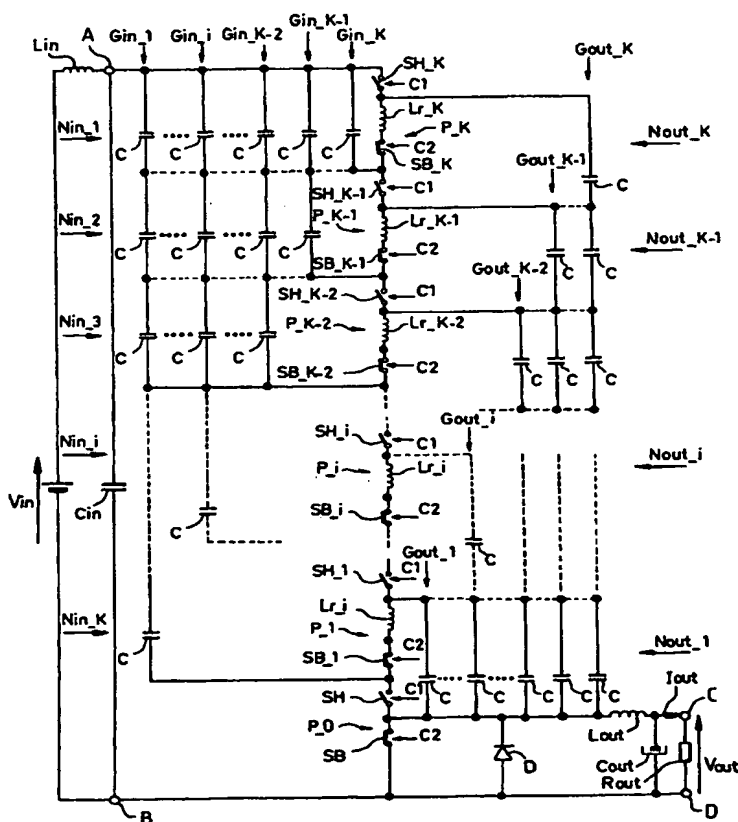 Gin_1 Gin_i Gin_K-2 Gin_K-1 Gin_K
Lin A
SH_K C1 Gout_K
Lr_K
Nin_1 P_K Nout_K
C C C C C C2
SB_K Gout_K-1 C
SH_K-1 C1
Nin_2 P_K-1 Lr_K-1 Nout_K-1
C C C C C2 C C
SB_K-1 Gout_K-2
SH_K-2 C1
Nin_3 P_K-2 Lr_K-2
C C C C2 C C C
SB_K-2
Gout_i
SH_i C1
Nin_i P_i Lr_i Nout_i
Vin Cin
C SB_i C2 C
Gout_1
SH_1 C1
Lr_i
Nin_K P_1 Nout_1
C C2
SB_1 C C C C C
SH C1 Iout C
P_0 Lout
SB C2 D Cout Rout Vout
B D